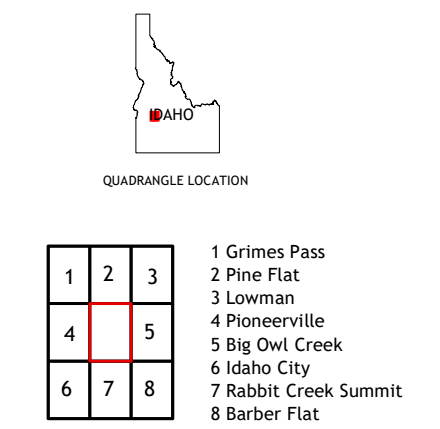 IDAHO
QUADRANGLE LOCATION
1 2 3
4 5
6 7 8
1 Grimes Pass
2 Pine Flat
3 Lowman
4 Pioneerville
5 Big Owl Creek
6 Idaho City
7 Rabbit Creek Summit
8 Barber Flat